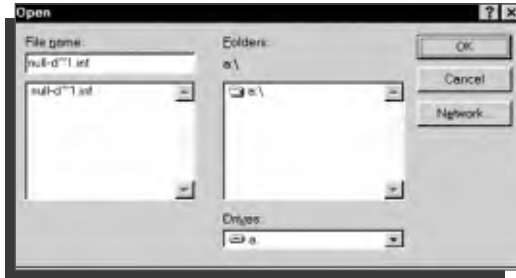 Open
File name:
null-d~1.inf
null-d~1.inf
Folders:
a:\
a:\
Drives:
a:
OK
Cancel
Network...